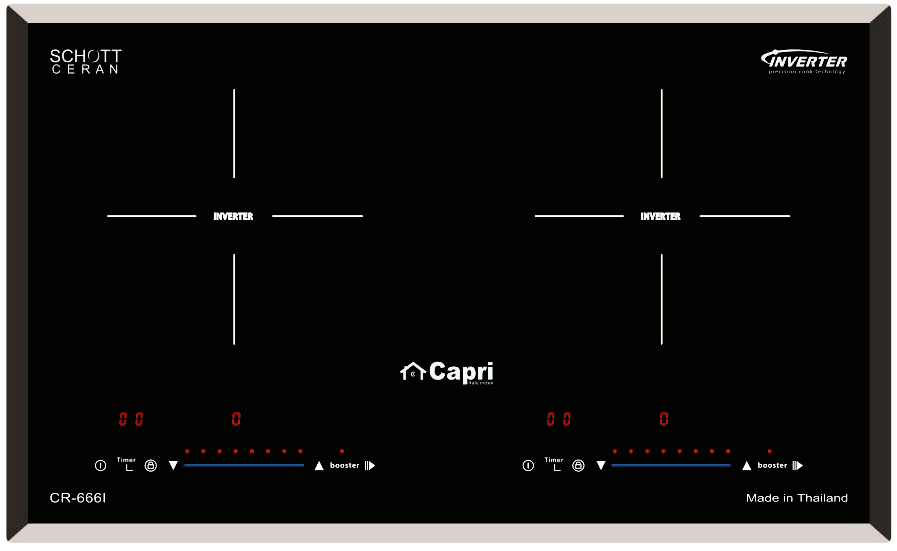 SCHOTT
CERAN
INVERTER
precision cook technology
INVERTER
INVERTER
Capri
00 0
00 0
Timer
booster
Timer
booster
CR-666I
Made in Thailand